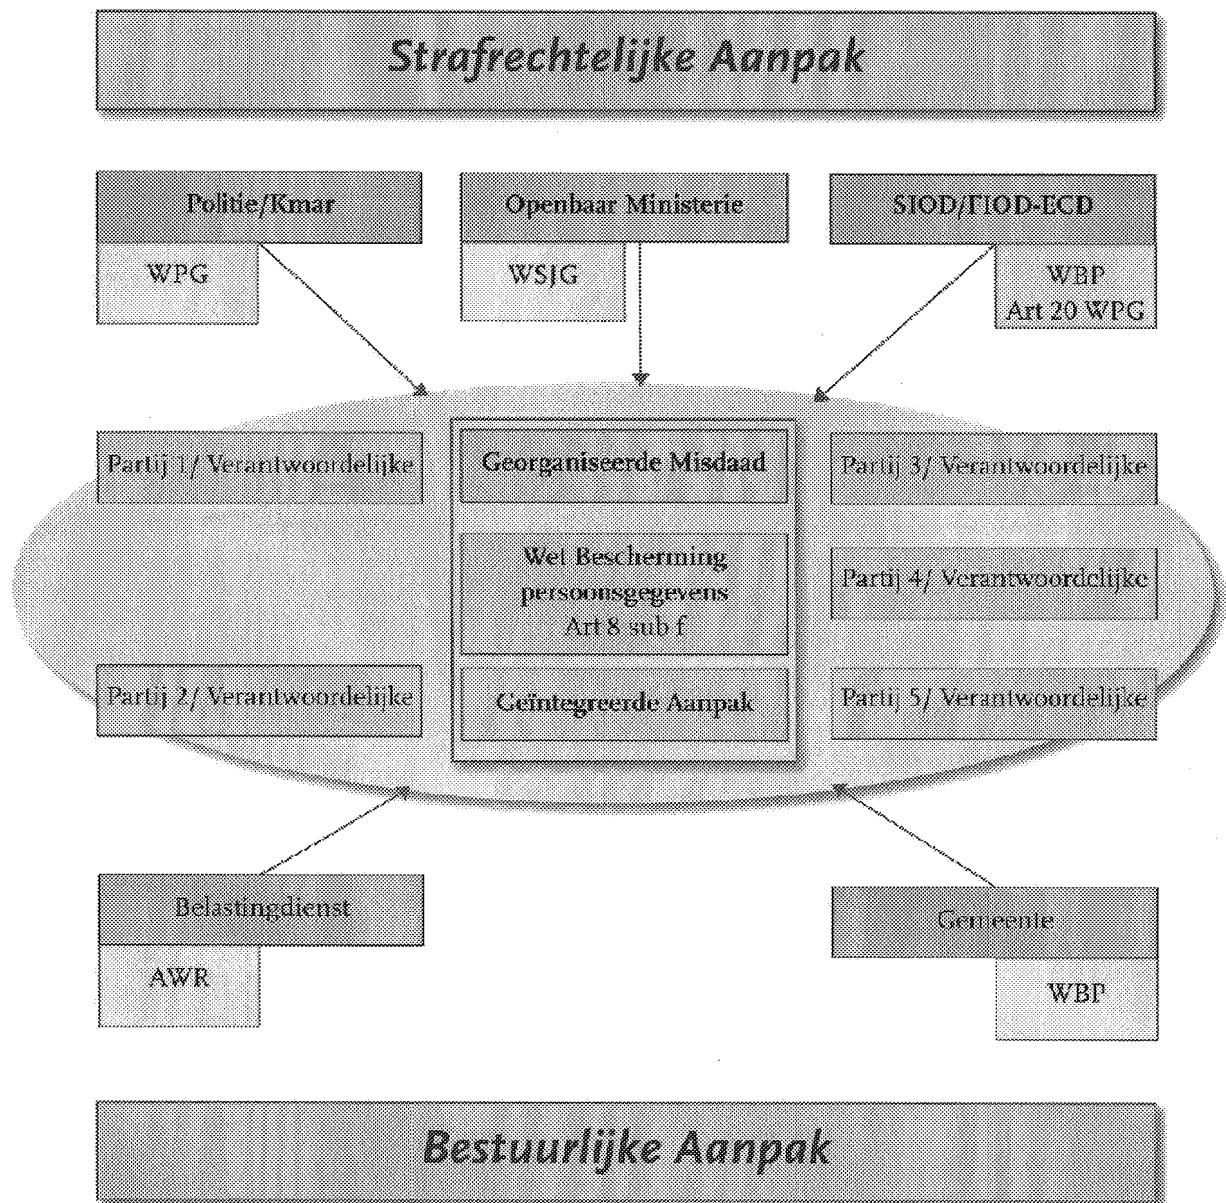 Strafrechtelijke Aanpak
Politie/Kmar
Openbaar Ministerie
SIOD/FIOD-ECD
WPG
WSJG
WBP
Art 20 WPG
Partij 1/ Verantwoordelijke
Georganiseerde Misdaad
Partij 3/ Verantwoordelijke
Wet Bescherming
persoonsgegevens
Art 8 sub f
Partij 4/ Verantwoordelijke
Partij 2/ Verantwoordelijke
Geïntegreerde Aanpak
Partij 5/ Verantwoordelijke
Belastingdienst
Gemeente
AWR
WBP
Bestuurlijke Aanpak